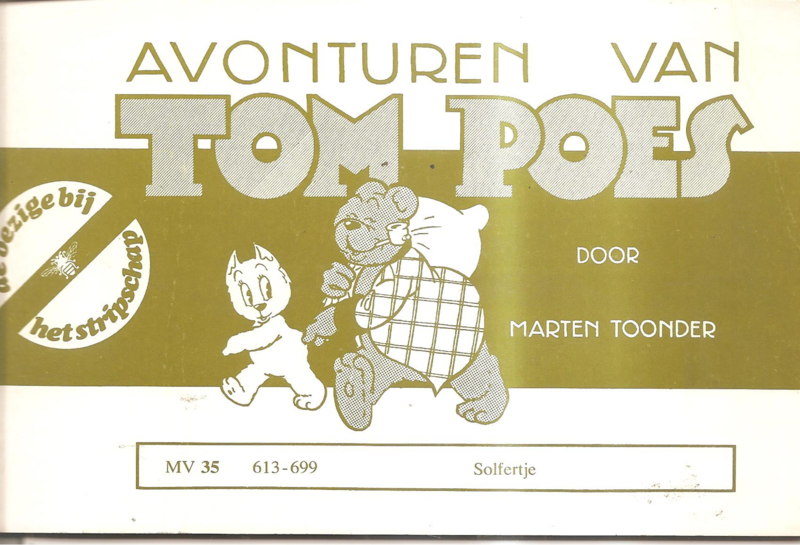 AVONTUREN VAN
TOM POES
de bezige bij
het stripschap
DOOR
MARTEN TOONDER
MV 35 613-699 Solfertje